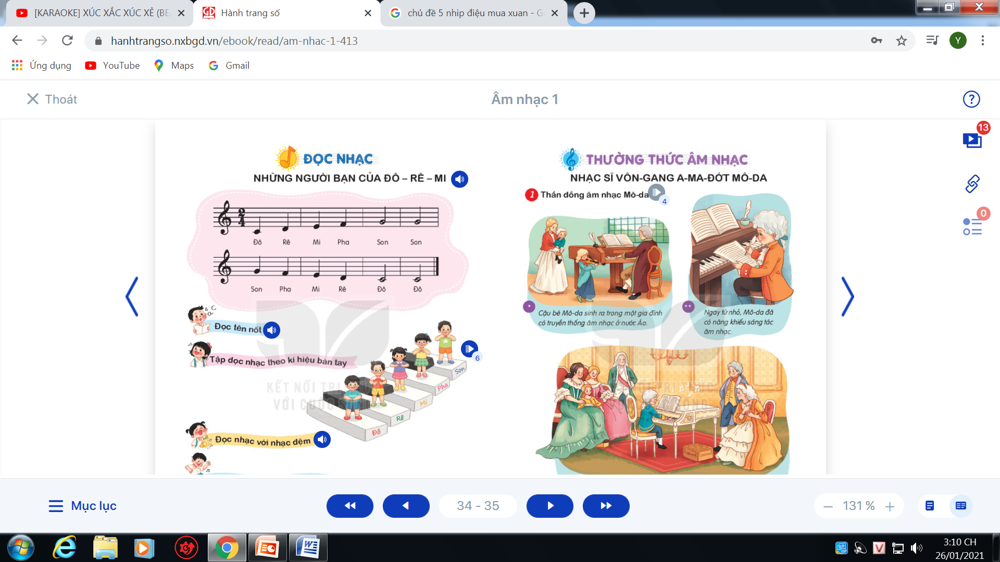 [KARAOKE] XÚC XẮC XÚC XẺ (BEA
Hành trang số
chủ đề 5 nhip điệu mua xuan - G
hanhtrangso.nxbgd.vn/ebook/read/am-nhac-1-413
Y
Ứng dụng
YouTube
Maps
Gmail
Thoát
Âm nhạc 1
?
13
0
ĐỌC NHẠC
NHỮNG NGƯỜI BẠN CỦA ĐÔ – RÊ – MI
2
4
Đô Rê Mi Pha Son Son
Son Pha Mi Rê Đô Đô
Đọc tên nốt
Tập đọc nhạc theo kí hiệu bàn tay
6
Son
Pha
Mi
Rê
Đô
Đọc nhạc với nhạc đệm
KẾT NỐI TRI THỨC
VỚI CUỘC SỐNG
THƯỜNG THỨC ÂM NHẠC
NHẠC SĨ VÔN-GANG A-MA-ĐỚT MÔ-DA
1 Thần đồng âm nhạc Mô-da
4
Cậu bé Mô-da sinh ra trong một gia đình
có truyền thống âm nhạc ở nước Áo.
Ngay từ nhỏ, Mô-da đã
có năng khiếu sáng tác
âm nhạc.
Mục lục
34 - 35
131 %
3:10 CH
26/01/2021